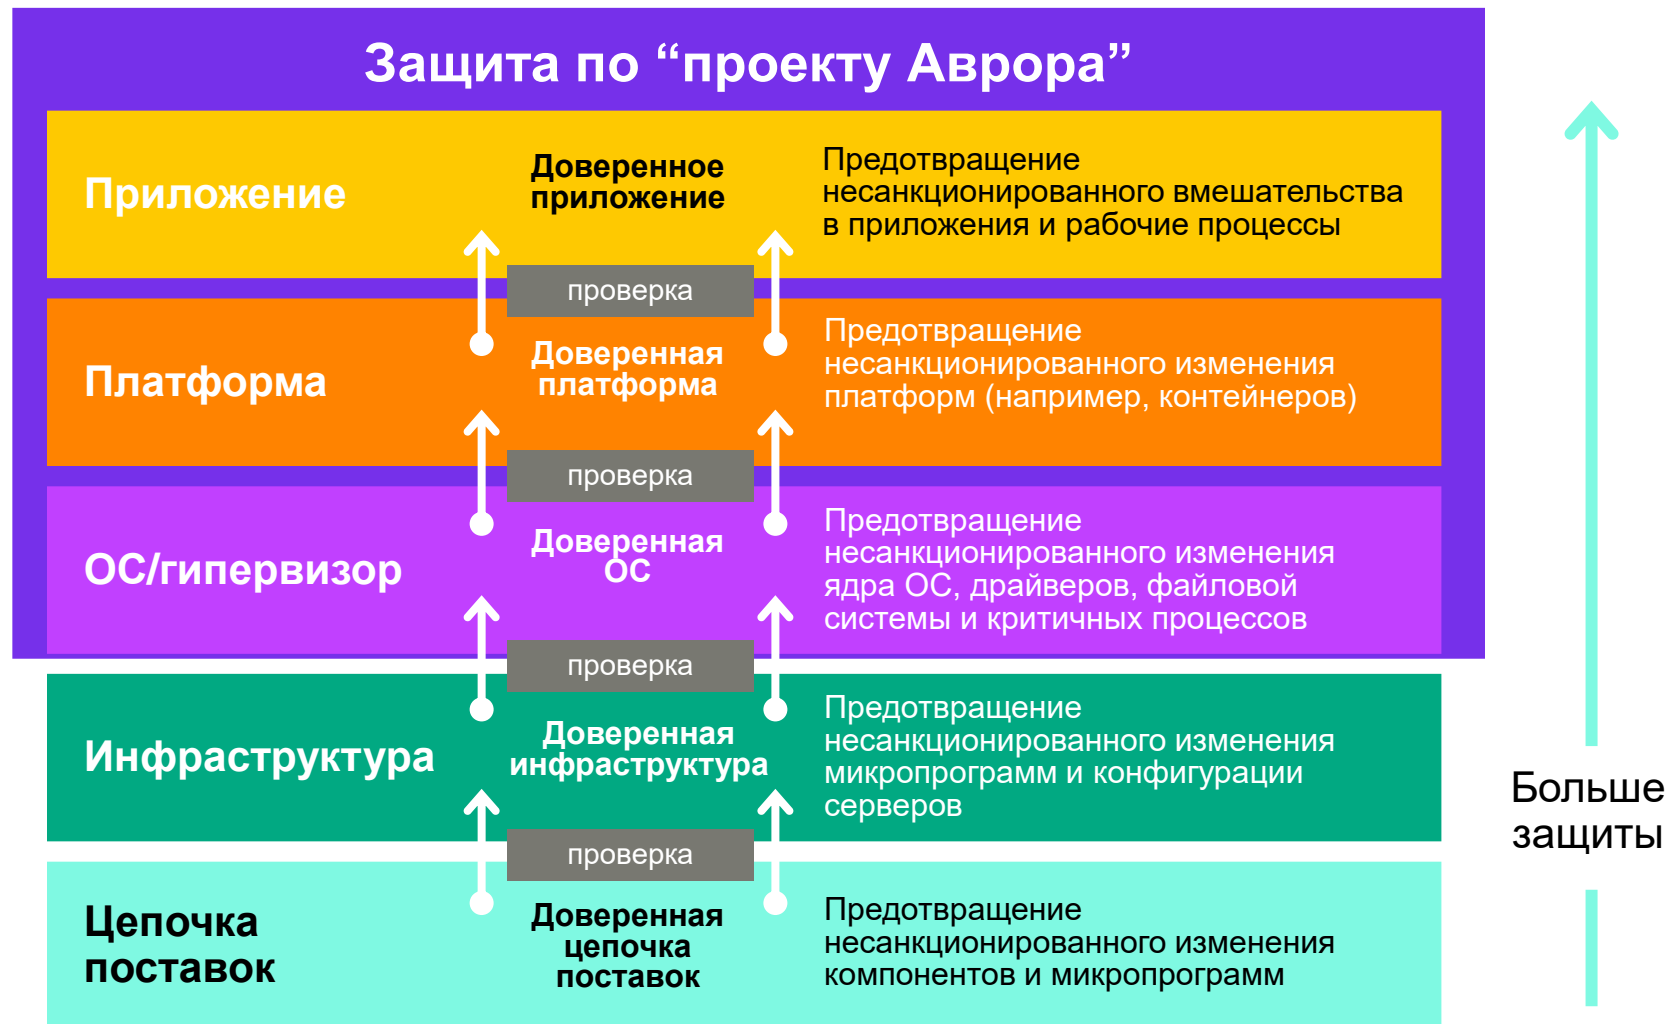 Защита по “проекту Аврора”
Приложение
Доверенное
приложение
Предотвращение
несанкционированного вмешательства
в приложения и рабочие процессы
проверка
Платформа
Доверенная
платформа
Предотвращение
несанкционированного изменения
платформ (например, контейнеров)
проверка
ОС/гипервизор
Доверенная
ОС
Предотвращение
несанкционированного изменения
ядра ОС, драйверов, файловой
системы и критичных процессов
проверка
Инфраструктура
Доверенная
инфраструктура
Предотвращение
несанкционированного изменения
микропрограмм и конфигурации
серверов
проверка
Цепочка
поставок
Доверенная
цепочка
поставок
Предотвращение
несанкционированного изменения
компонентов и микропрограмм
Больше
защиты